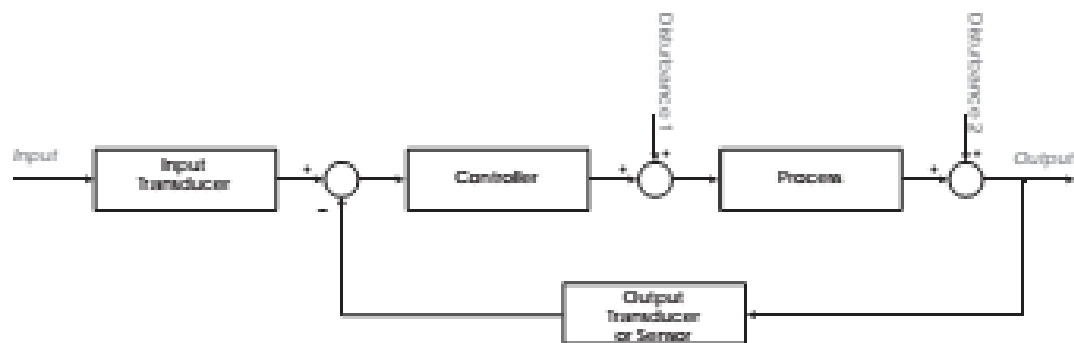 Disturbance 1
Disturbance 2
Input
Input
Transducer
+
-
Controller
+
+
Process
+
+
Output
Output
Transducer
or Sensor